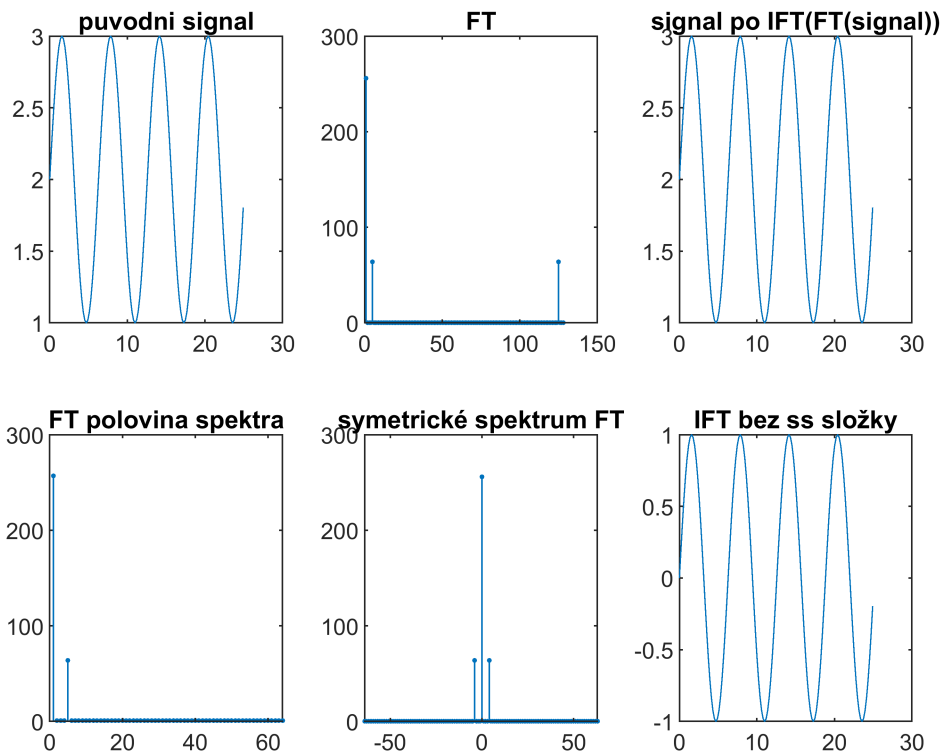 puvodni signal
FT
signal po IFT(FT(signal))
3
2.5
2
1.5
1
0 10 20 30
300
200
100
0
0 50 100 150
3
2.5
2
1.5
1
0 10 20 30
FT polovina spektra
symetrické spektrum FT
IFT bez ss složky
300
200
100
0
0 20 40 60
300
200
100
0
-50 0 50
1
0.5
0
-0.5
-1
0 10 20 30